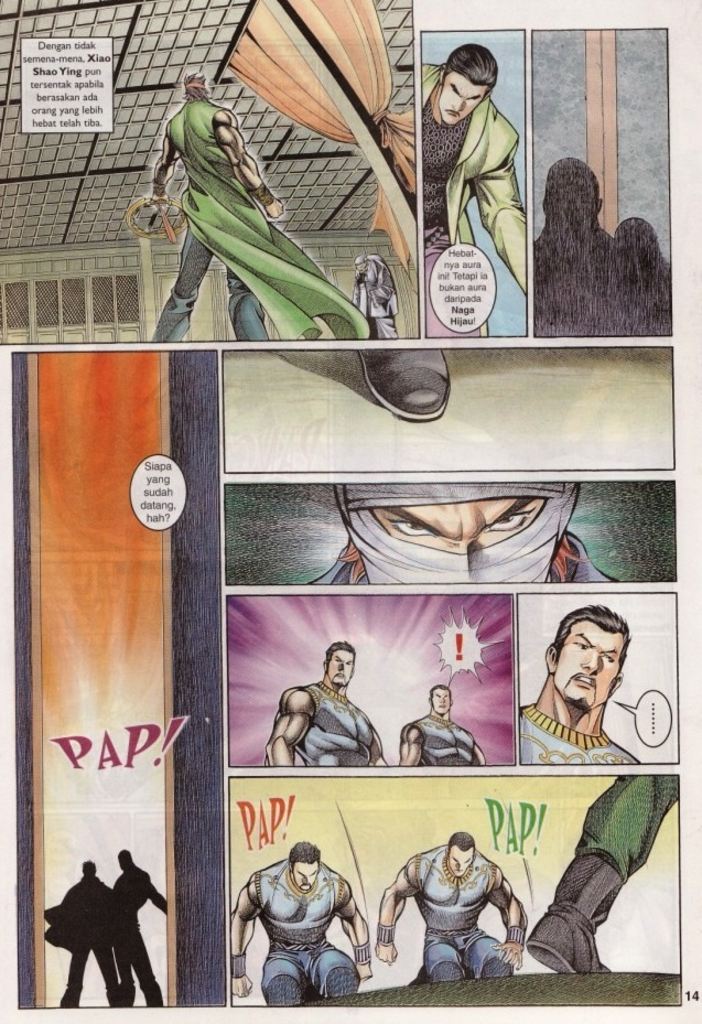 Dengan tidak
semena-mena, Xiao
Shao Ying pun
tersentak apabila
berasakan ada
orang yang lebih
hebat telah tiba.
Hebat-
nya aura
ini! Tetapi ia
bukan aura
daripada
Naga
Hijau!
Siapa
yang
sudah
datang,
hah?
PAP!
!
........
PAP!
PAP!
14